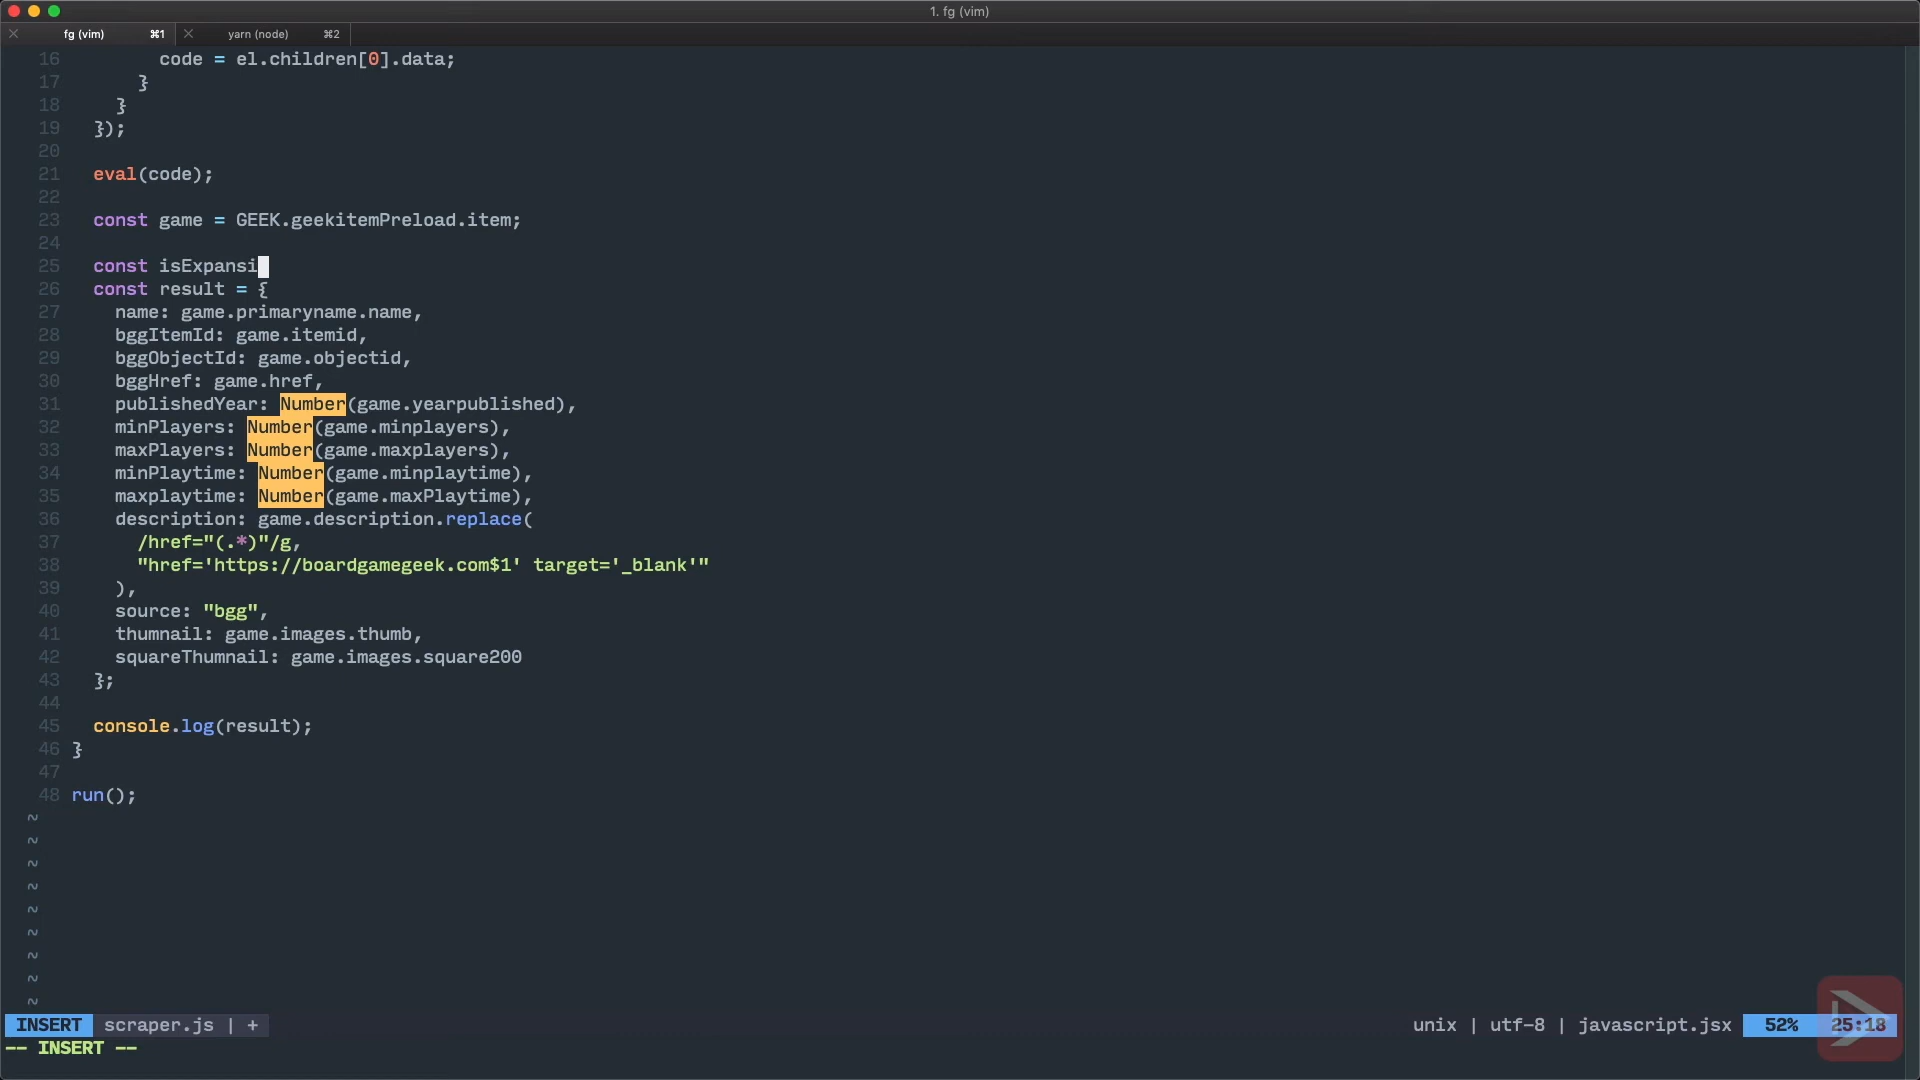 1. fg (vim)
fg (vim) ⌘1 yarn (node) ⌘2
16 code = el.children[0].data;
17 }
18 }
19 });
20
21 eval(code);
22
23 const game = GEEK.geekitemPreload.item;
24
25 const isExpansi
26 const result = {
27 name: game.primaryname.name,
28 bggItemId: game.itemid,
29 bggObjectId: game.objectid,
30 bggHref: game.href,
31 publishedYear: Number(game.yearpublished),
32 minPlayers: Number(game.minplayers),
33 maxPlayers: Number(game.maxplayers),
34 minPlaytime: Number(game.minplaytime),
35 maxplaytime: Number(game.maxPlaytime),
36 description: game.description.replace(
37 /href="(.*)"/g,
38 "href='https://boardgamegeek.com$1' target='_blank'"
39 ),
40 source: "bgg",
41 thumnail: game.images.thumb,
42 squareThumnail: game.images.square200
43 };
44
45 console.log(result);
46 }
47
48 run();
~
~
~
~
~
~
~
~
~
INSERT scraper.js | + unix | utf-8 | javascript.jsx 52% 25:18
-- INSERT --